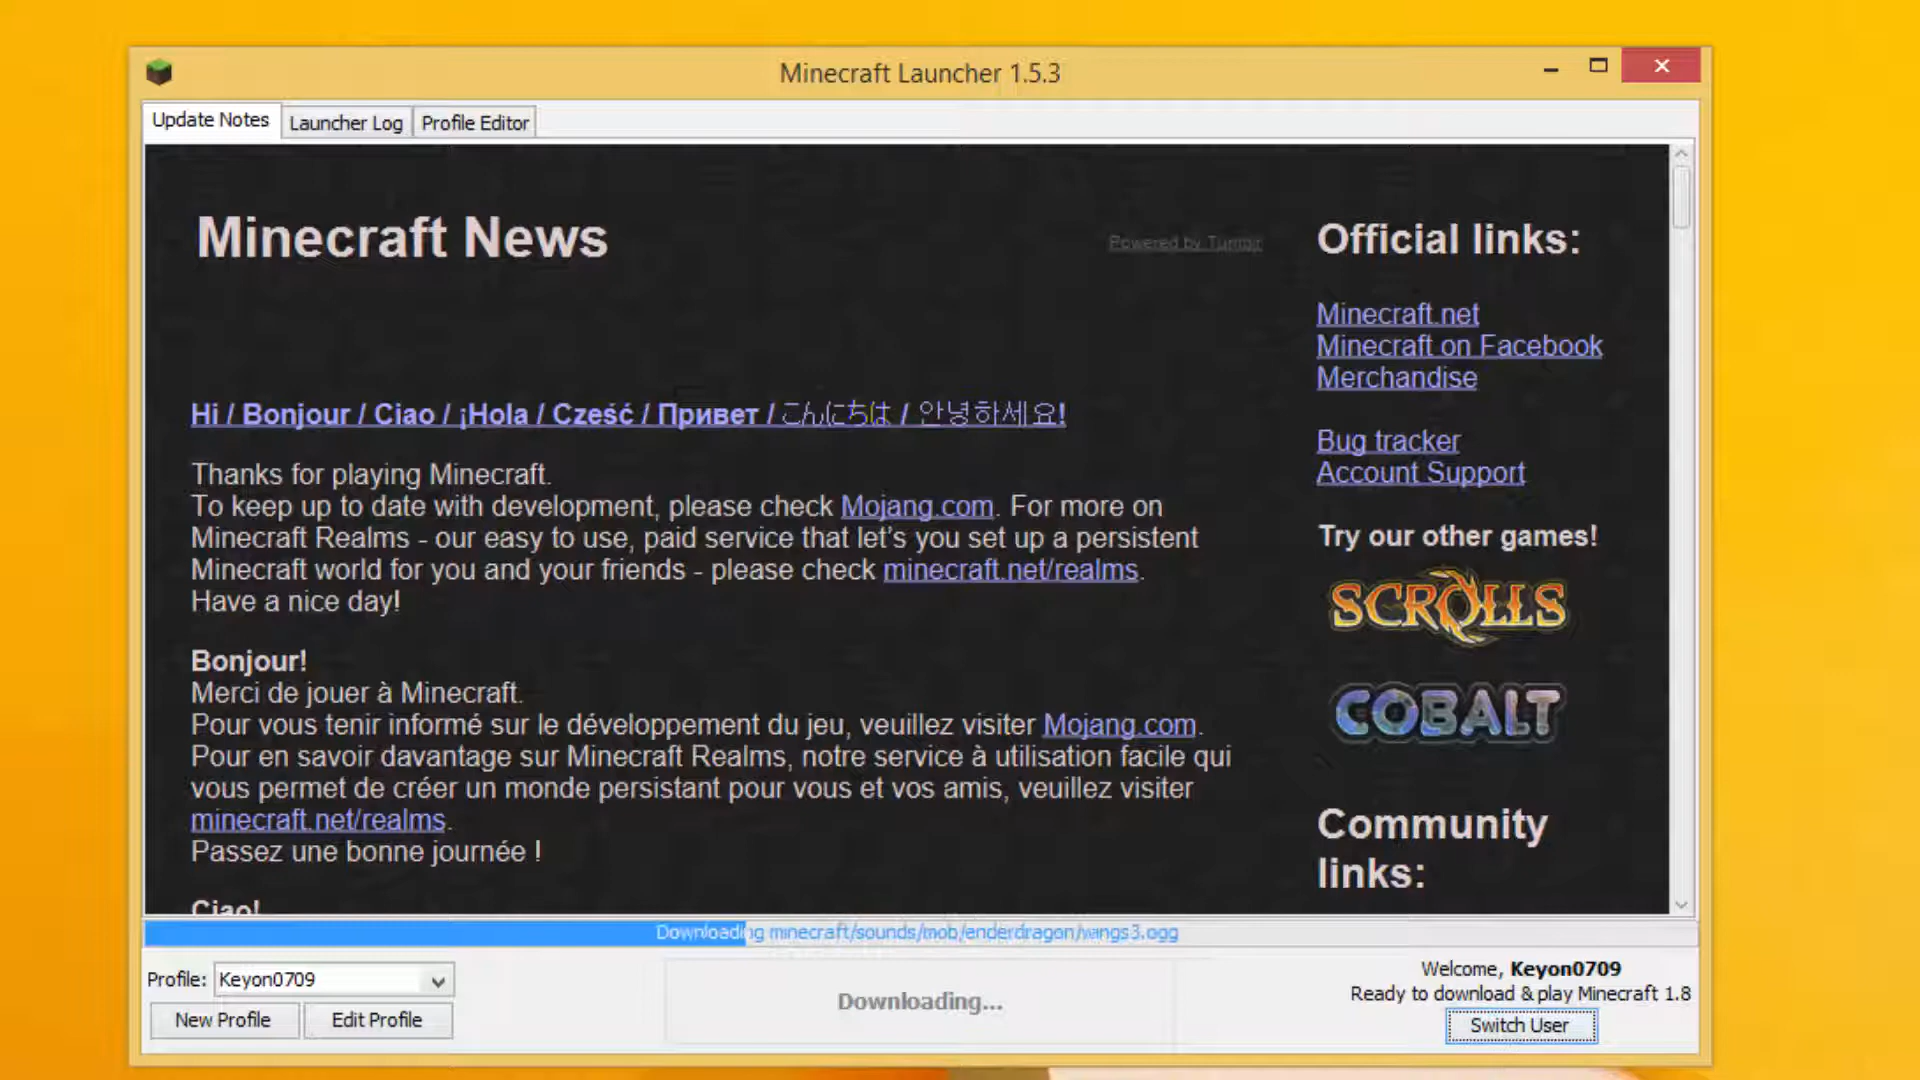 Minecraft Launcher 1.5.3
Update Notes
Launcher Log
Profile Editor
Minecraft News
Powered by Tumblr
Hi / Bonjour / Ciao / ¡Hola / Cześć / Привет / こんにちは / 안녕하세요!
Thanks for playing Minecraft.
To keep up to date with development, please check Mojang.com. For more on
Minecraft Realms - our easy to use, paid service that let's you set up a persistent
Minecraft world for you and your friends - please check minecraft.net/realms.
Have a nice day!
Bonjour!
Merci de jouer à Minecraft.
Pour vous tenir informé sur le développement du jeu, veuillez visiter Mojang.com.
Pour en savoir davantage sur Minecraft Realms, notre service à utilisation facile qui
vous permet de créer un monde persistant pour vous et vos amis, veuillez visiter
minecraft.net/realms.
Passez une bonne journée !
Ciao!
Official links:
Minecraft.net
Minecraft on Facebook
Merchandise
Bug tracker
Account Support
Try our other games!
SCROLLS
COBALT
Community
links:
Downloading minecraft/sounds/mob/enderdragon/wings3.ogg
Profile: Keyon0709
New Profile
Edit Profile
Downloading...
Welcome, Keyon0709
Ready to download & play Minecraft 1.8
Switch User